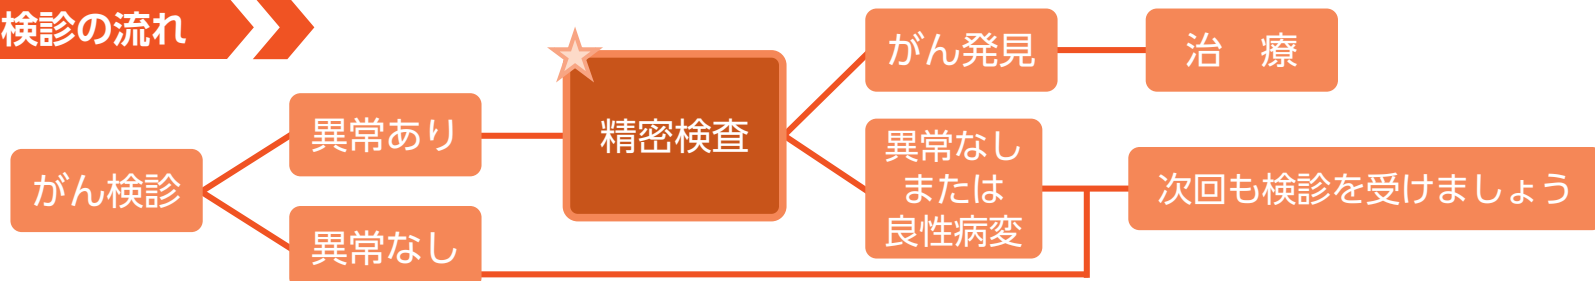 検診の流れ
がん検診
異常あり
異常なし
精密検査
がん発見
治　療
異常なし
または
良性病変
次回も検診を受けましょう